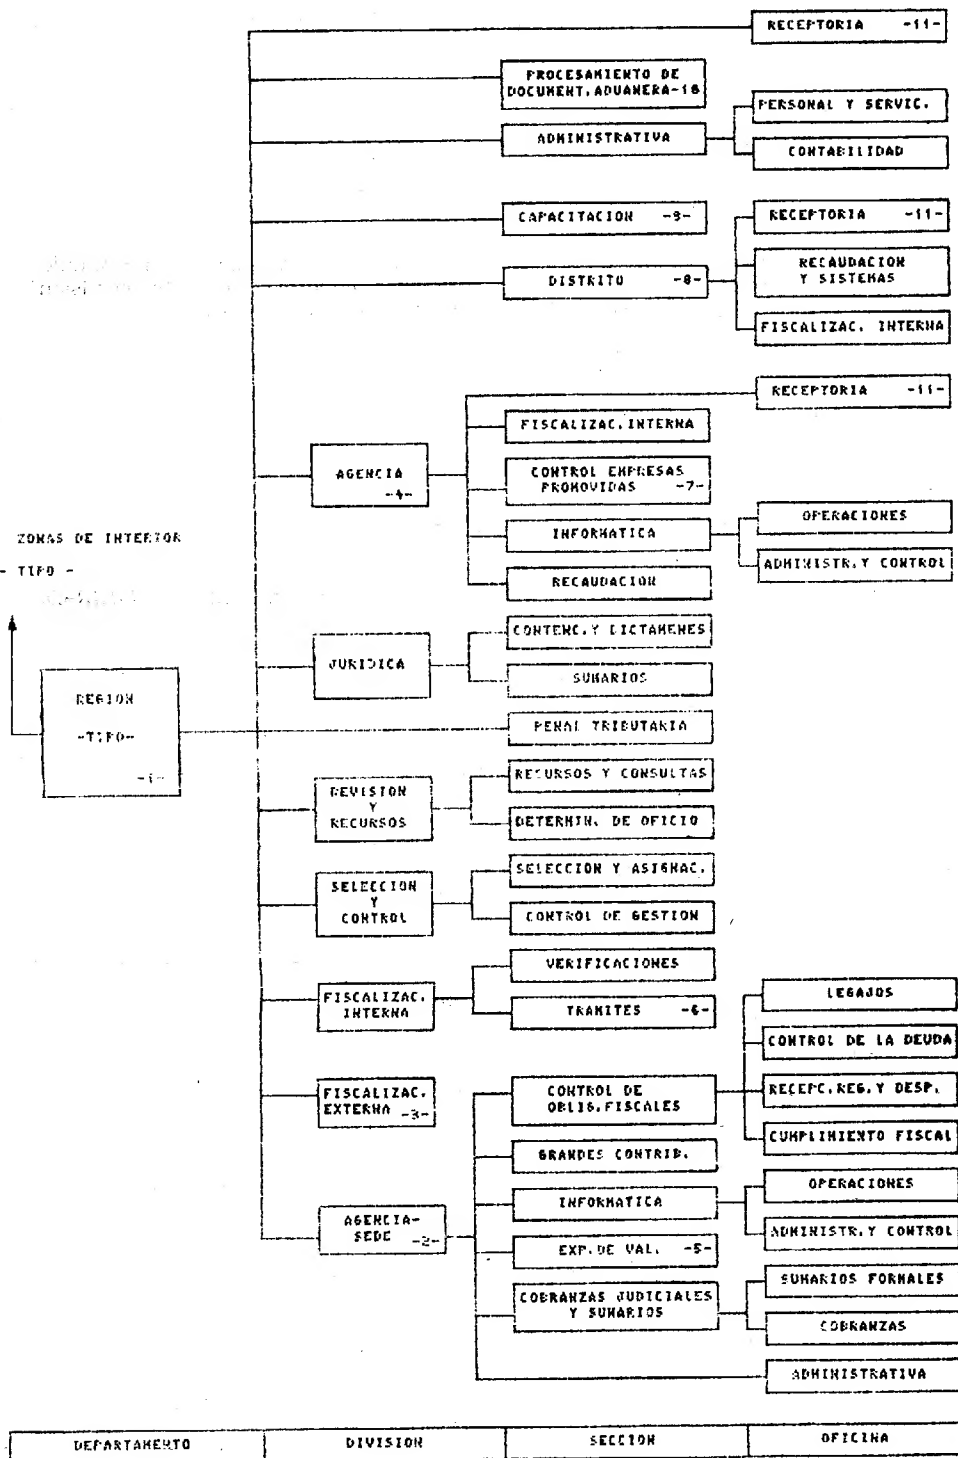 RECEPTORIA -11-
PROCESAMIENTO DE
DOCUMENT. ADUANERA-16
PERSONAL Y SERVIC.
ADMINISTRATIVA
CONTABILIDAD
CAPACITACION -9-
RECEPTORIA -11-
RECAUDACION
Y SISTEMAS
DISTRITO -8-
FISCALIZAC. INTERNA
RECEPTORIA -11-
FISCALIZAC. INTERNA
AGENCIA
-4-
CONTROL EMPRESAS
PROMOVIDAS -7-
OPERACIONES
INFORMATICA
ADMINISTR. Y CONTROL
RECAUDACION
ZONAS DE INTERIOR
- TIPO -
CONTENC. Y DICTAMENES
JURIDICA
SUMARIOS
REGION
-TIPO-
-1-
PENAL TRIBUTARIA
RECURSOS Y CONSULTAS
REVISION
Y
RECURSOS
DETERMIN. DE OFICIO
SELECCION Y ASIGNAC.
SELECCION
Y
CONTROL
CONTROL DE GESTION
VERIFICACIONES
FISCALIZAC.
INTERNA
TRAMITES -6-
LEGAJOS
CONTROL DE LA DEUDA
FISCALIZAC.
EXTERNA -3-
CONTROL DE
OBLIG. FISCALES
RECEPC. REG. Y DESP.
CUMPLIMIENTO FISCAL
GRANDES CONTRIB.
OPERACIONES
INFORMATICA
ADMINISTR. Y CONTROL
AGENCIA-
SEDE -2-
EXP. DE VAL. -5-
SUMARIOS FORMALES
COBRANZAS JUDICIALES
Y SUMARIOS
COBRANZAS
ADMINISTRATIVA
DEPARTAMENTO DIVISION SECCION OFICINA